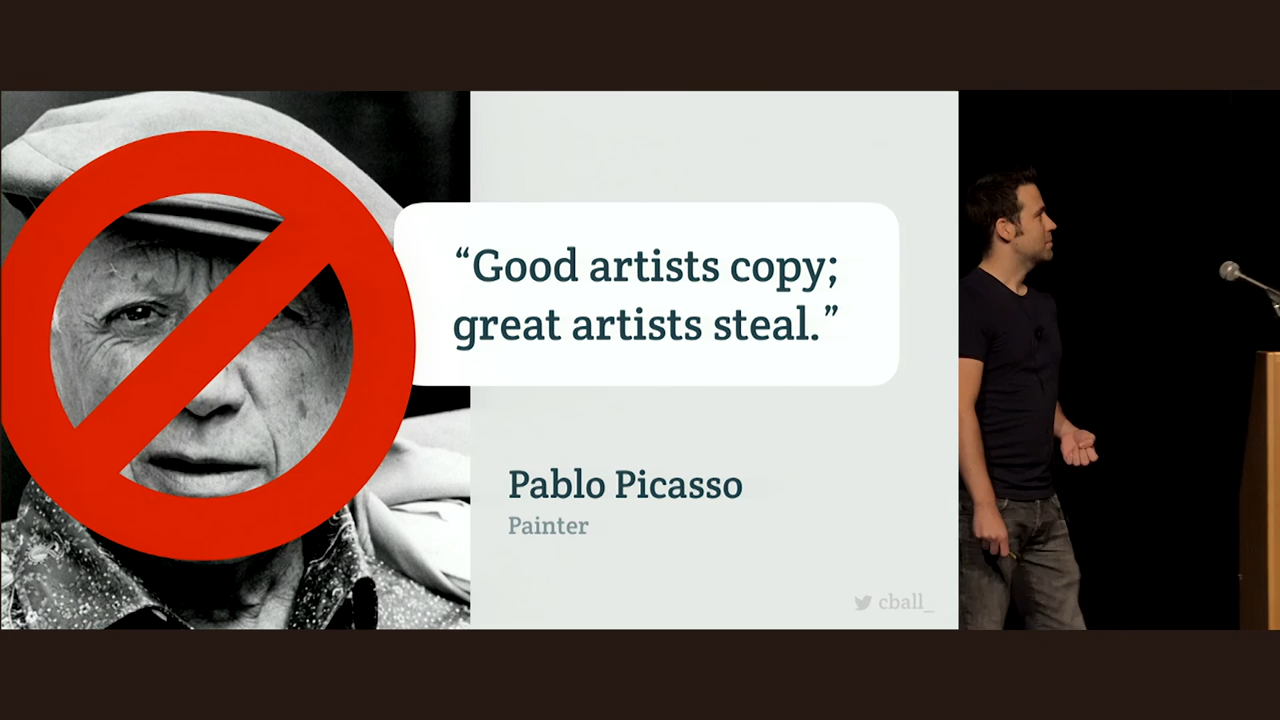 “Good artists copy;
great artists steal.”
Pablo Picasso
Painter
cball_